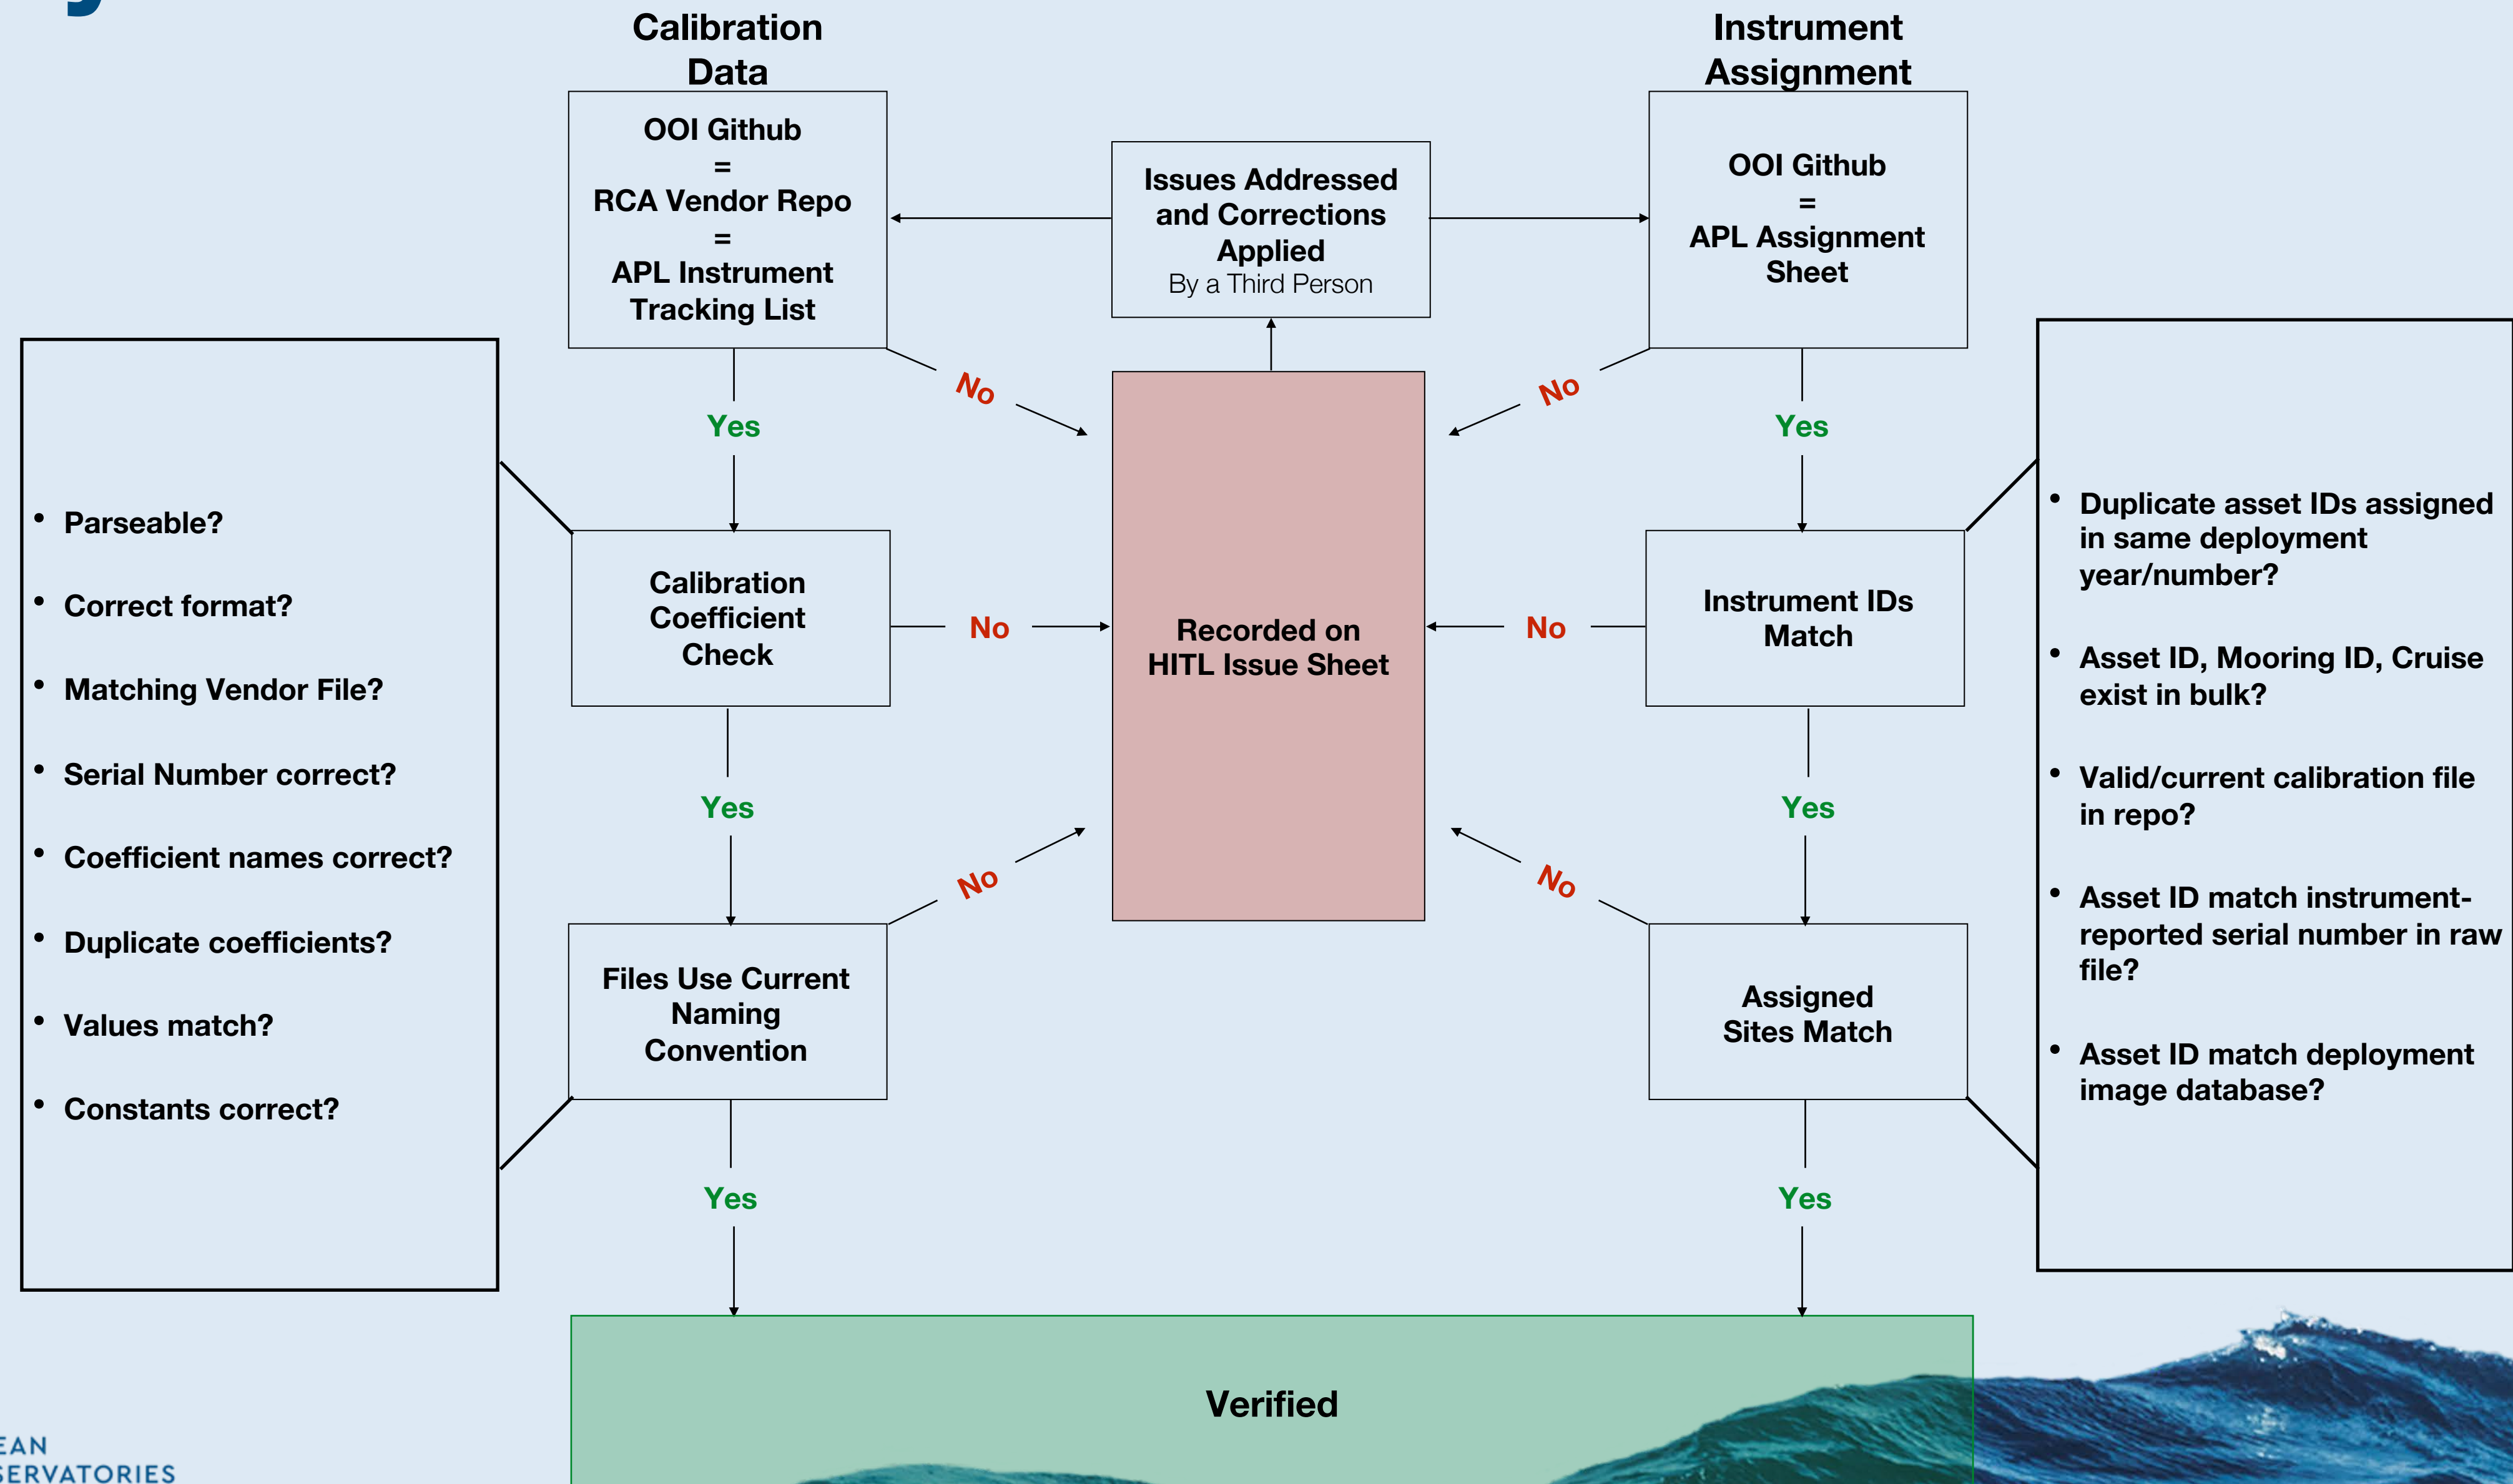 Calibration
Data
OOI Github
=
RCA Vendor Repo
=
APL Instrument
Tracking List
Issues Addressed
and Corrections
Applied
By a Third Person
Instrument
Assignment
OOI Github
=
APL Assignment
Sheet
No
No
Yes
Yes
• Parseable?
• Correct format?
• Matching Vendor File?
• Serial Number correct?
• Coefficient names correct?
• Duplicate coefficients?
• Values match?
• Constants correct?
Calibration
Coefficient
Check
No
Recorded on
HITL Issue Sheet
No
Instrument IDs
Match
• Duplicate asset IDs assigned
in same deployment
year/number?
• Asset ID, Mooring ID, Cruise
exist in bulk?
• Valid/current calibration file
in repo?
• Asset ID match instrument-
reported serial number in raw
file?
• Asset ID match deployment
image database?
Yes
Yes
No
No
Files Use Current
Naming
Convention
Assigned
Sites Match
Yes
Yes
Verified
EAN
SERVATORIES